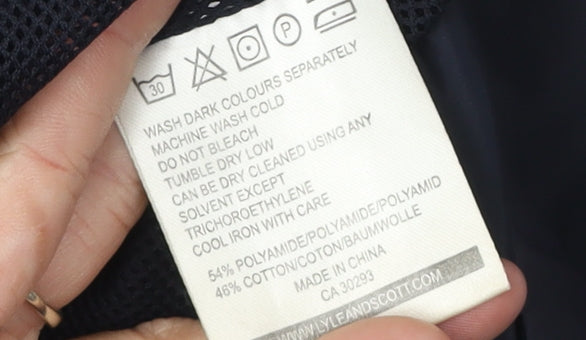 30 P
WASH DARK COLOURS SEPARATELY
MACHINE WASH COLD
DO NOT BLEACH
TUMBLE DRY LOW
CAN BE DRY CLEANED USING ANY
SOLVENT EXCEPT
TRICHOROETHYLENE
COOL IRON WITH CARE
54% POLYAMIDE/POLYAMIDE/POLYAMID
46% COTTON/COTON/BAUMWOLLE
MADE IN CHINA
CA 30293
WWW.LYLEANDSCOTT.COM